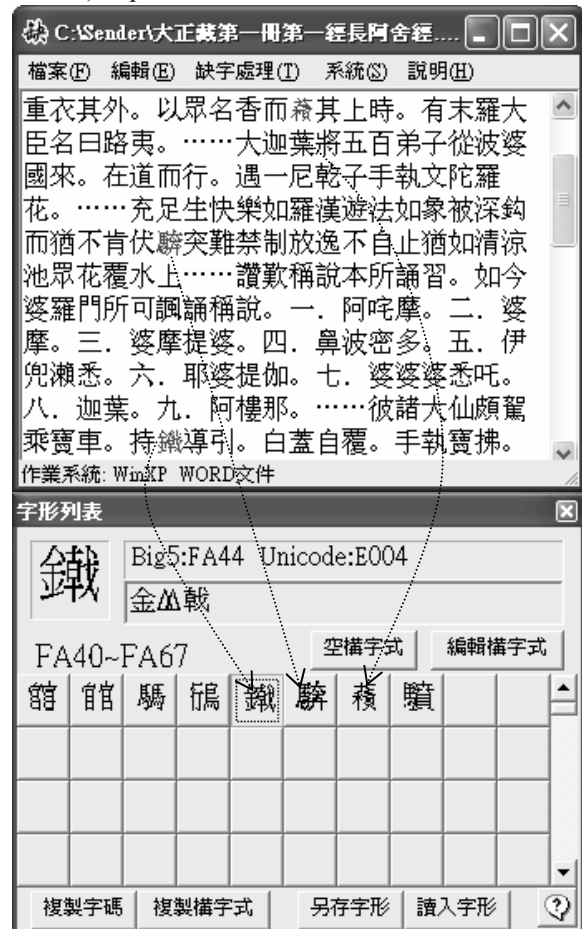 C:\Sender\大正藏第一冊第一經長阿含經....
檔案(F) 編輯(E) 缺字處理(T) 系統(S) 說明(H)
重衣其外。以眾名香而𧂐其上時。有末羅大
臣名曰路夷。……大迦葉將五百弟子從波婆
國來。在道而行。遇一尼乾子手執文陀羅
花。……充足生快樂如羅漢遊法如象被深鉤
而猶不肯伏突難禁制放逸不自止猶如清涼
池眾花覆水上……讚歎稱說本所誦習。如今
婆羅門所可諷誦稱說。一．阿咤摩。二．婆
摩。三．婆摩提婆。四．鼻波密多。五．伊
兜瀨悉。六．耶婆提伽。七．婆婆婆悉吒。
八．迦葉。九．阿樓那。……彼諸大仙頗駕
乘寶車。持導引。白蓋自覆。手執寶拂。
作業系統: WinXP WORD文件
字形列表
Big5:FA44 Unicode:E004
金戟
FA40~FA67
空構字式 編輯構字式
複製字碼 複製構字式 另存字形 讀入字形